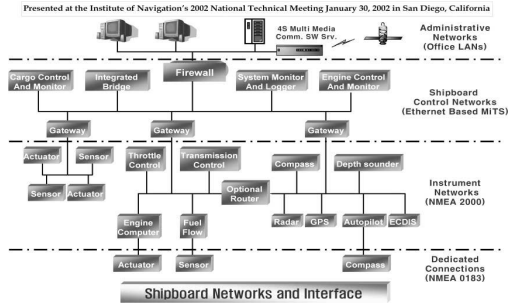 Presented at the Institute of Navigation's 2002 National Technical Meeting January 30, 2002 in San Diego, California
4S Multi Media
Comm. SW Srv.
Administrative
Networks
(Office LANs)
Firewall
Cargo Control
And Monitor
Integrated
Bridge
System Monitor
and Logger
Engine Control
and Monitor
Shipboard
Control Networks
(Ethernet Based MiTS)
Gateway
Gateway
Gateway
Actuator
Sensor
Throttle
Control
Transmission
Control
Compass
Depth sounder
Sensor
Actuator
Optional
Router
Instrument
Networks
(NMEA 2000)
Engine
Computer
Fuel
Flow
Radar
GPS
Autopilot
ECDIS
Actuator
Sensor
Compass
Dedicated
Connections
(NMEA 0183)
Shipboard Networks and Interface